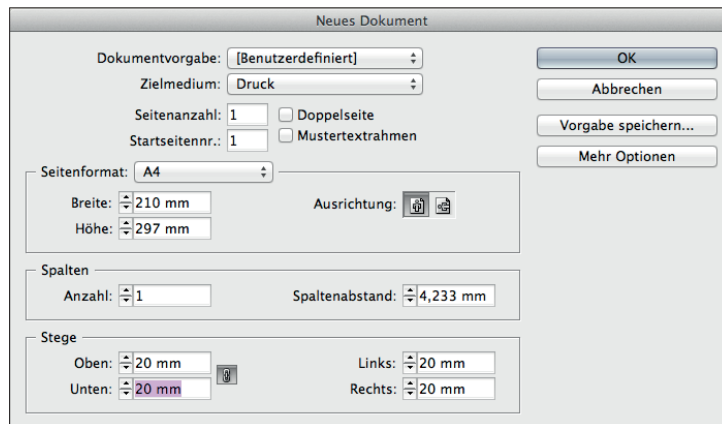 Neues Dokument
Dokumentvorgabe: [Benutzerdefiniert]
OK
Zielmedium: Druck
Abbrechen
Seitenanzahl: 1 Doppelseite
Vorgabe speichern...
Startseitennr.: 1 Mustertextrahmen
Mehr Optionen
Seitenformat: A4
Breite: 210 mm Ausrichtung:
Höhe: 297 mm
Spalten
Anzahl: 1 Spaltenabstand: 4,233 mm
Stege
Oben: 20 mm Links: 20 mm
Unten: 20 mm Rechts: 20 mm